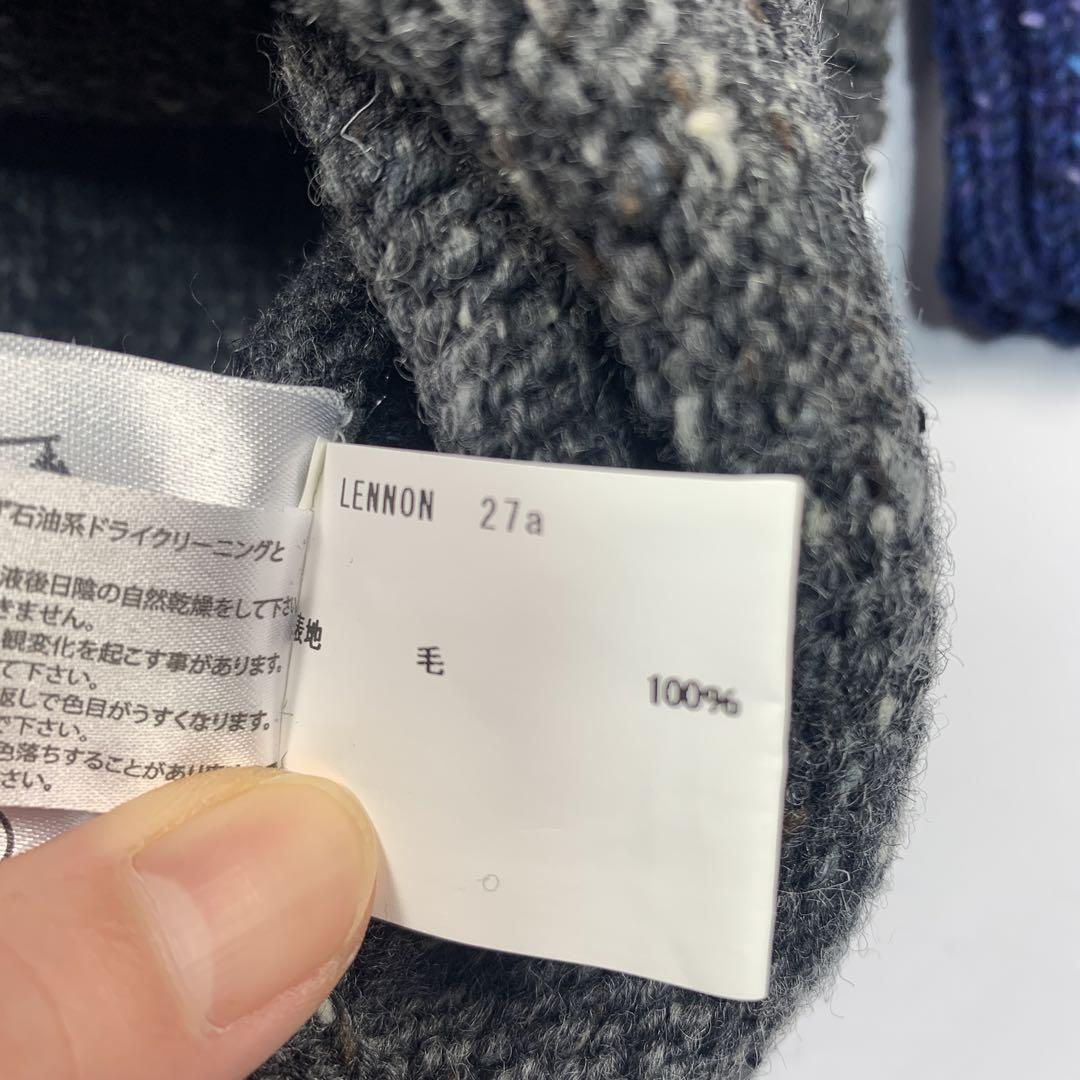 LENNON 27a
表地
毛 100%
石油系ドライクリーニングと
液後日陰の自然乾燥をして下さい
きません。
観変化を起こす事があります。
て下さい。
返しで色目がうすくなります。
で下さい。
色落ちすることがあり
さい。